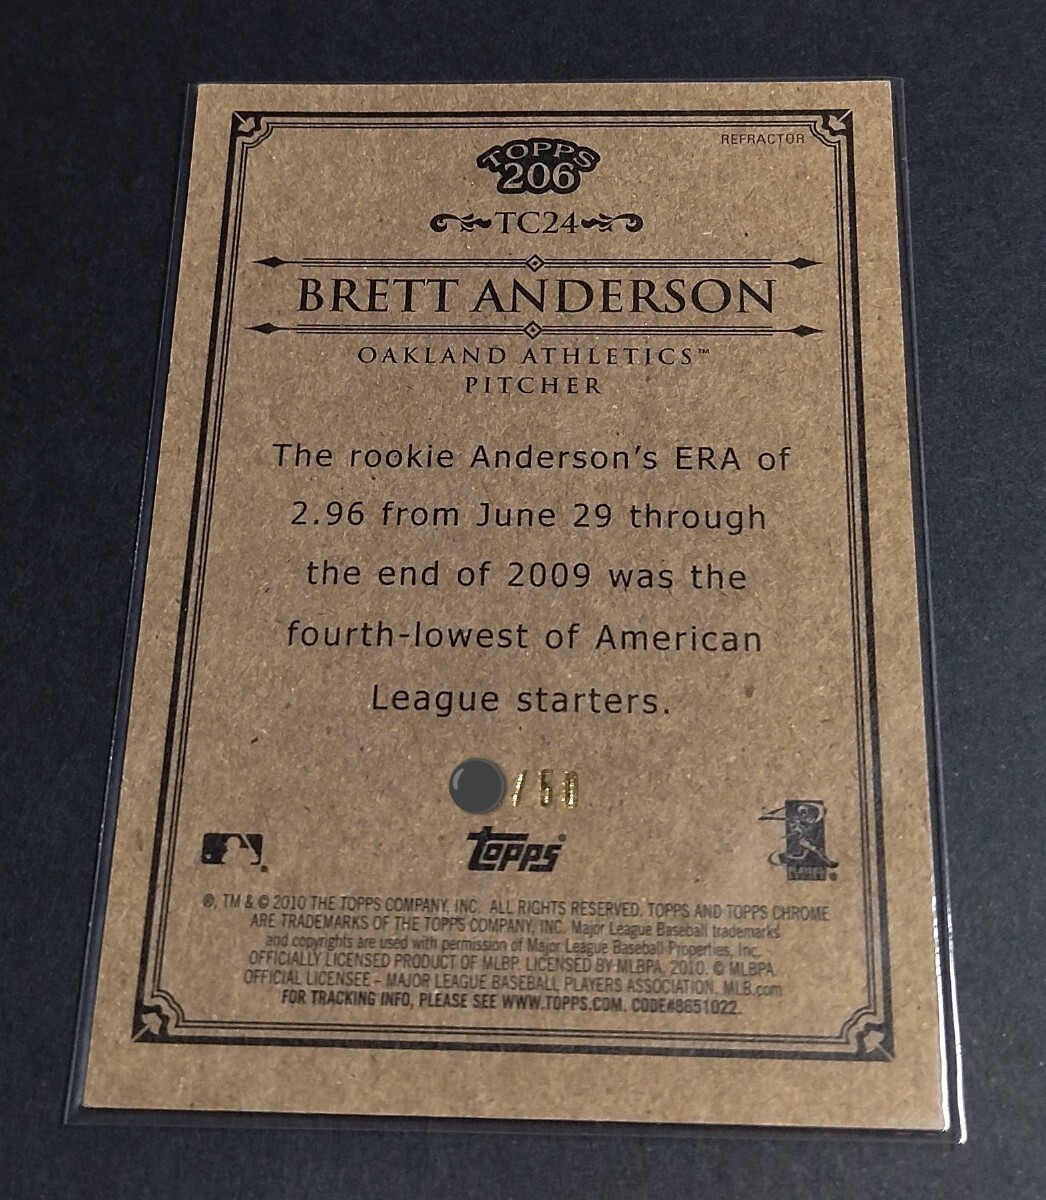 REFRACTOR
TOPPS
206
TC24
BRETT ANDERSON
OAKLAND ATHLETICS™
PITCHER
The rookie Anderson's ERA of
2.96 from June 29 through
the end of 2009 was the
fourth-lowest of American
League starters.
/50
Topps
®, TM & © 2010 THE TOPPS COMPANY, INC. ALL RIGHTS RESERVED. TOPPS AND TOPPS CHROME
ARE TRADEMARKS OF THE TOPPS COMPANY, INC. Major League Baseball trademarks
and copyrights are used with permission of Major League Baseball Properties, Inc.
OFFICIALLY LICENSED PRODUCT OF MLBP. LICENSED BY MLBPA, 2010. © MLBPA
OFFICIAL LICENSEE – MAJOR LEAGUE BASEBALL PLAYERS ASSOCIATION. MLB.com
FOR TRACKING INFO, PLEASE SEE WWW.TOPPS.COM. CODE#8651022.